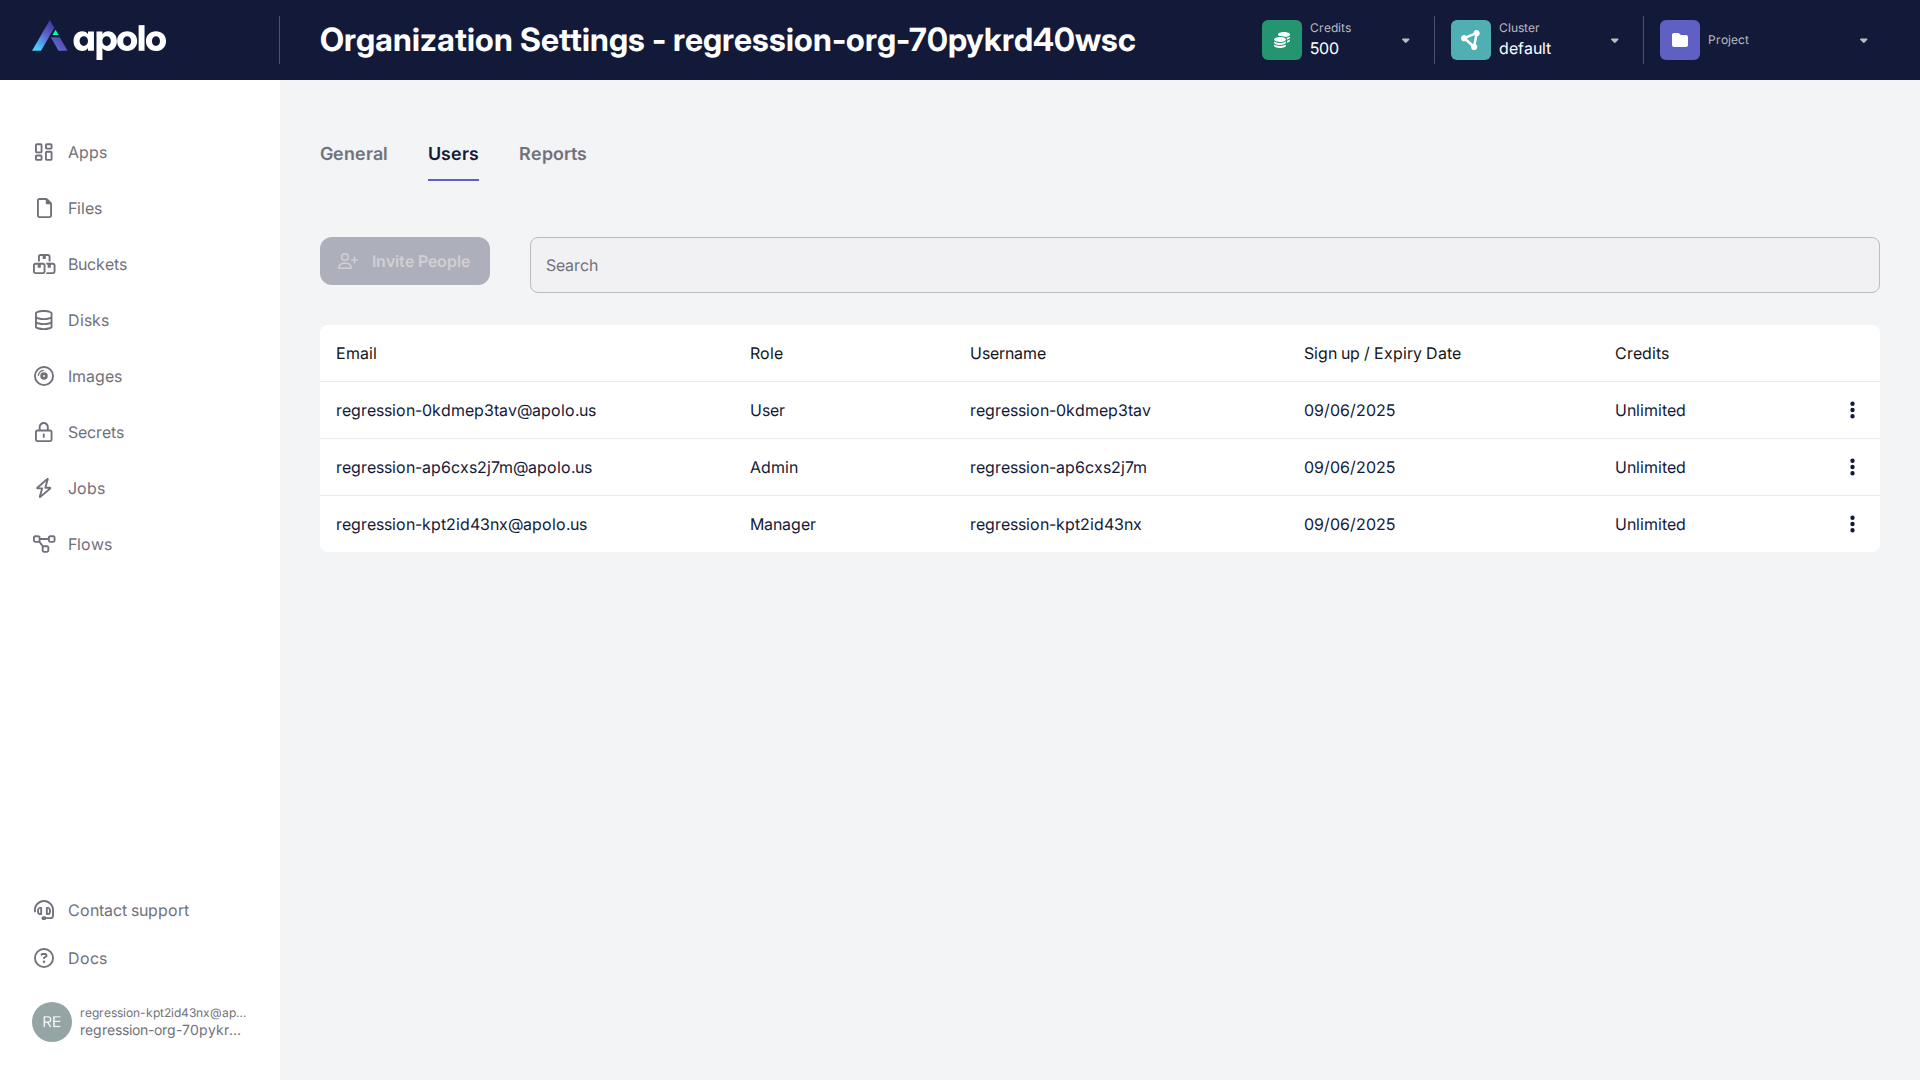 apolo
Organization Settings - regression-org-70pykrd40wsc
Credits
500
Cluster
default
Project
Apps
Files
Buckets
Disks
Images
Secrets
Jobs
Flows
General Users Reports
Invite People
Search
Email Role Username Sign up / Expiry Date Credits
regression-0kdmep3tav@apolo.us User regression-0kdmep3tav 09/06/2025 Unlimited
regression-ap6cxs2j7m@apolo.us Admin regression-ap6cxs2j7m 09/06/2025 Unlimited
regression-kpt2id43nx@apolo.us Manager regression-kpt2id43nx 09/06/2025 Unlimited
Contact support
Docs
RE
regression-kpt2id43nx@ap...
regression-org-70pykr...